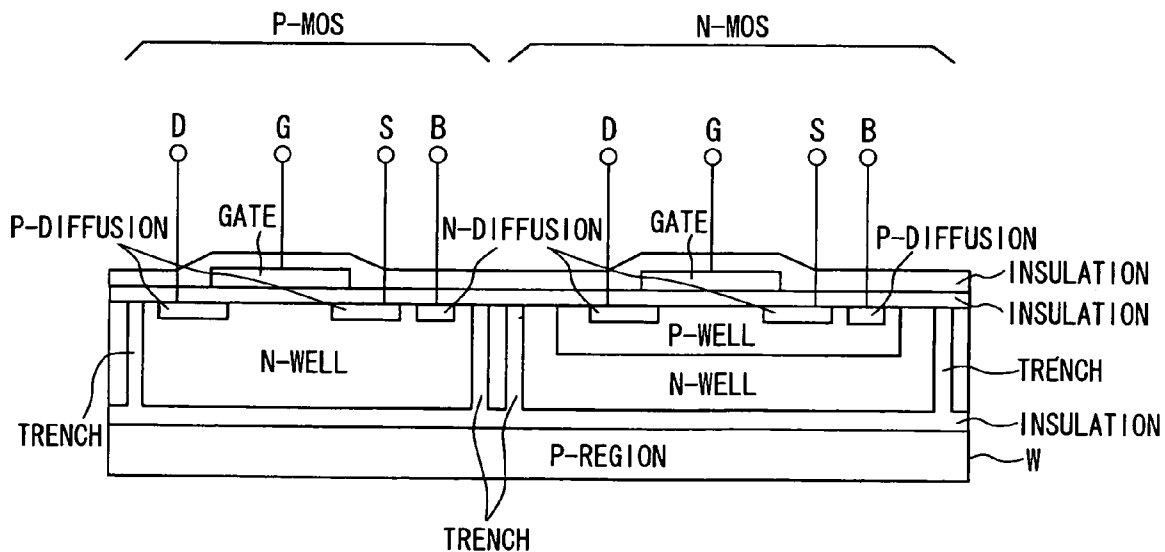 P-MOS N-MOS
D G S B D G S B
P-DIFFUSION GATE N-DIFFUSION GATE P-DIFFUSION
INSULATION
INSULATION
P-WELL
N-WELL N-WELL TRENCH
TRENCH INSULATION
P-REGION W
TRENCH